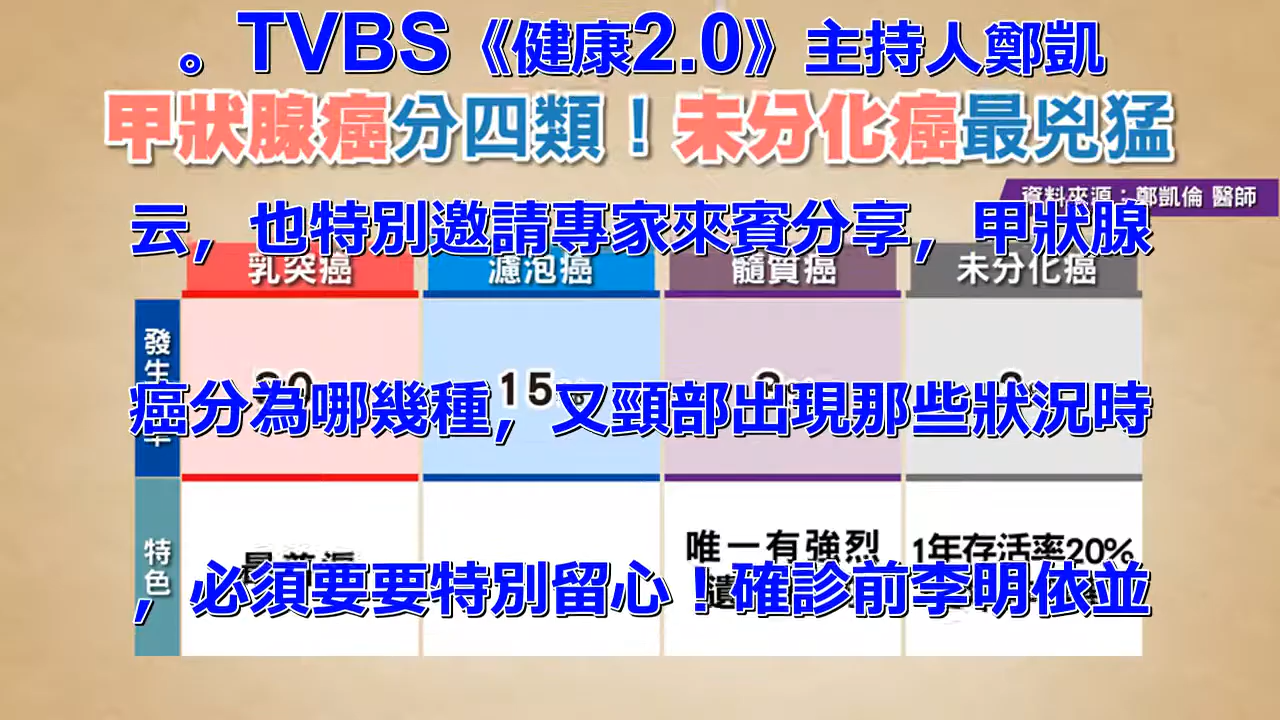 。TVBS《健康2.0》主持人鄭凱
甲狀腺癌分四類！未分化癌最兇猛
資料來源：鄭凱倫 醫師
云，也特別邀請專家來賓分享，甲狀腺
乳突癌 濾泡癌 髓質癌 未分化癌
發生率
15%
癌分為哪幾種，又頸部出現那些狀況時
特色
唯一有強烈
1年存活率20%
，必須要要特別留心！確診前李明依並